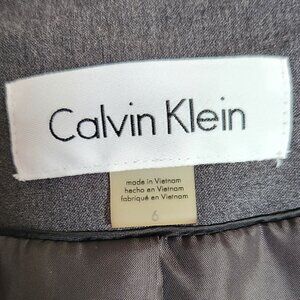 Calvin Klein
made in Vietnam
hecho en Vietnam
fabriqué en Vietnam
6